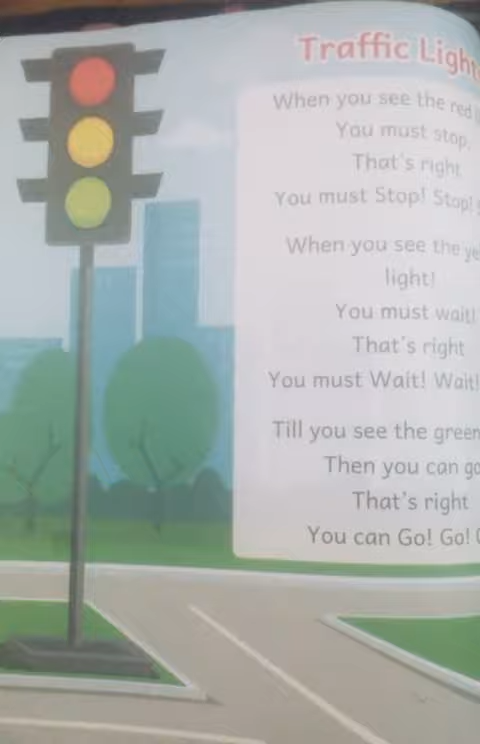 Traffic Light
When you see the red
You must stop,
That's right
You must Stop! Stop!
When you see the ye
light!
You must wait!
That's right
You must Wait! Wait!
Till you see the green
Then you can go
That's right
You can Go! Go!